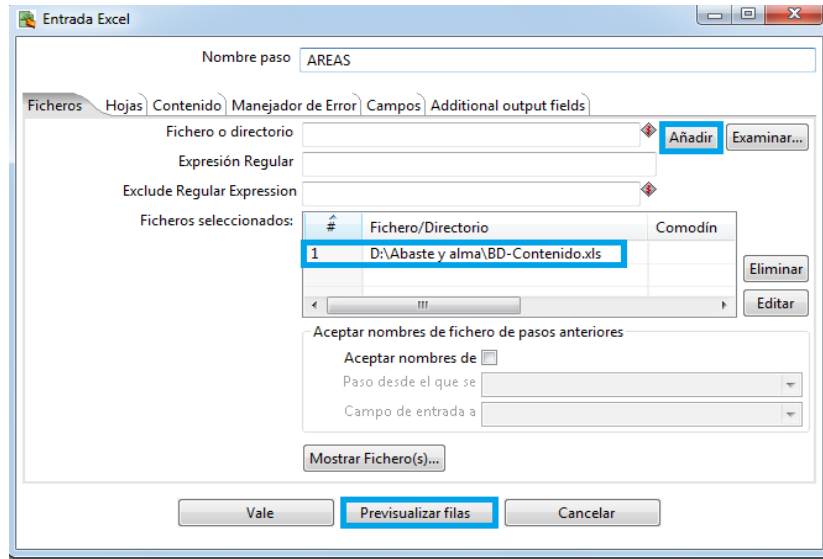 Entrada Excel
Nombre paso AREAS
Ficheros Hojas Contenido Manejador de Error Campos Additional output fields
Fichero o directorio Añadir Examinar...
Expresión Regular
Exclude Regular Expression
Ficheros seleccionados: # Fichero/Directorio Comodín
1 D:\Abaste y alma\BD-Contenido.xls
Eliminar
Editar
Aceptar nombres de fichero de pasos anteriores
Aceptar nombres de
Paso desde el que se
Campo de entrada a
Mostrar Fichero(s)...
Vale Previsualizar filas Cancelar